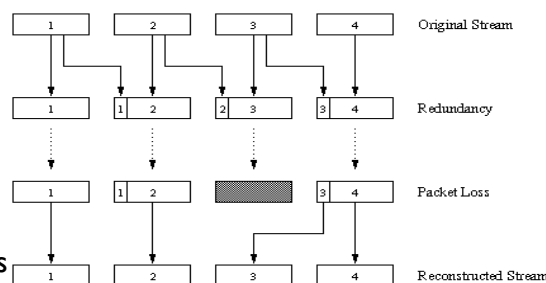 1 2 3 4 Original Stream
1 1 2 2 3 3 4 Redundancy
1 1 2 3 4 Packet Loss
s 1 2 3 4 Reconstructed Stream